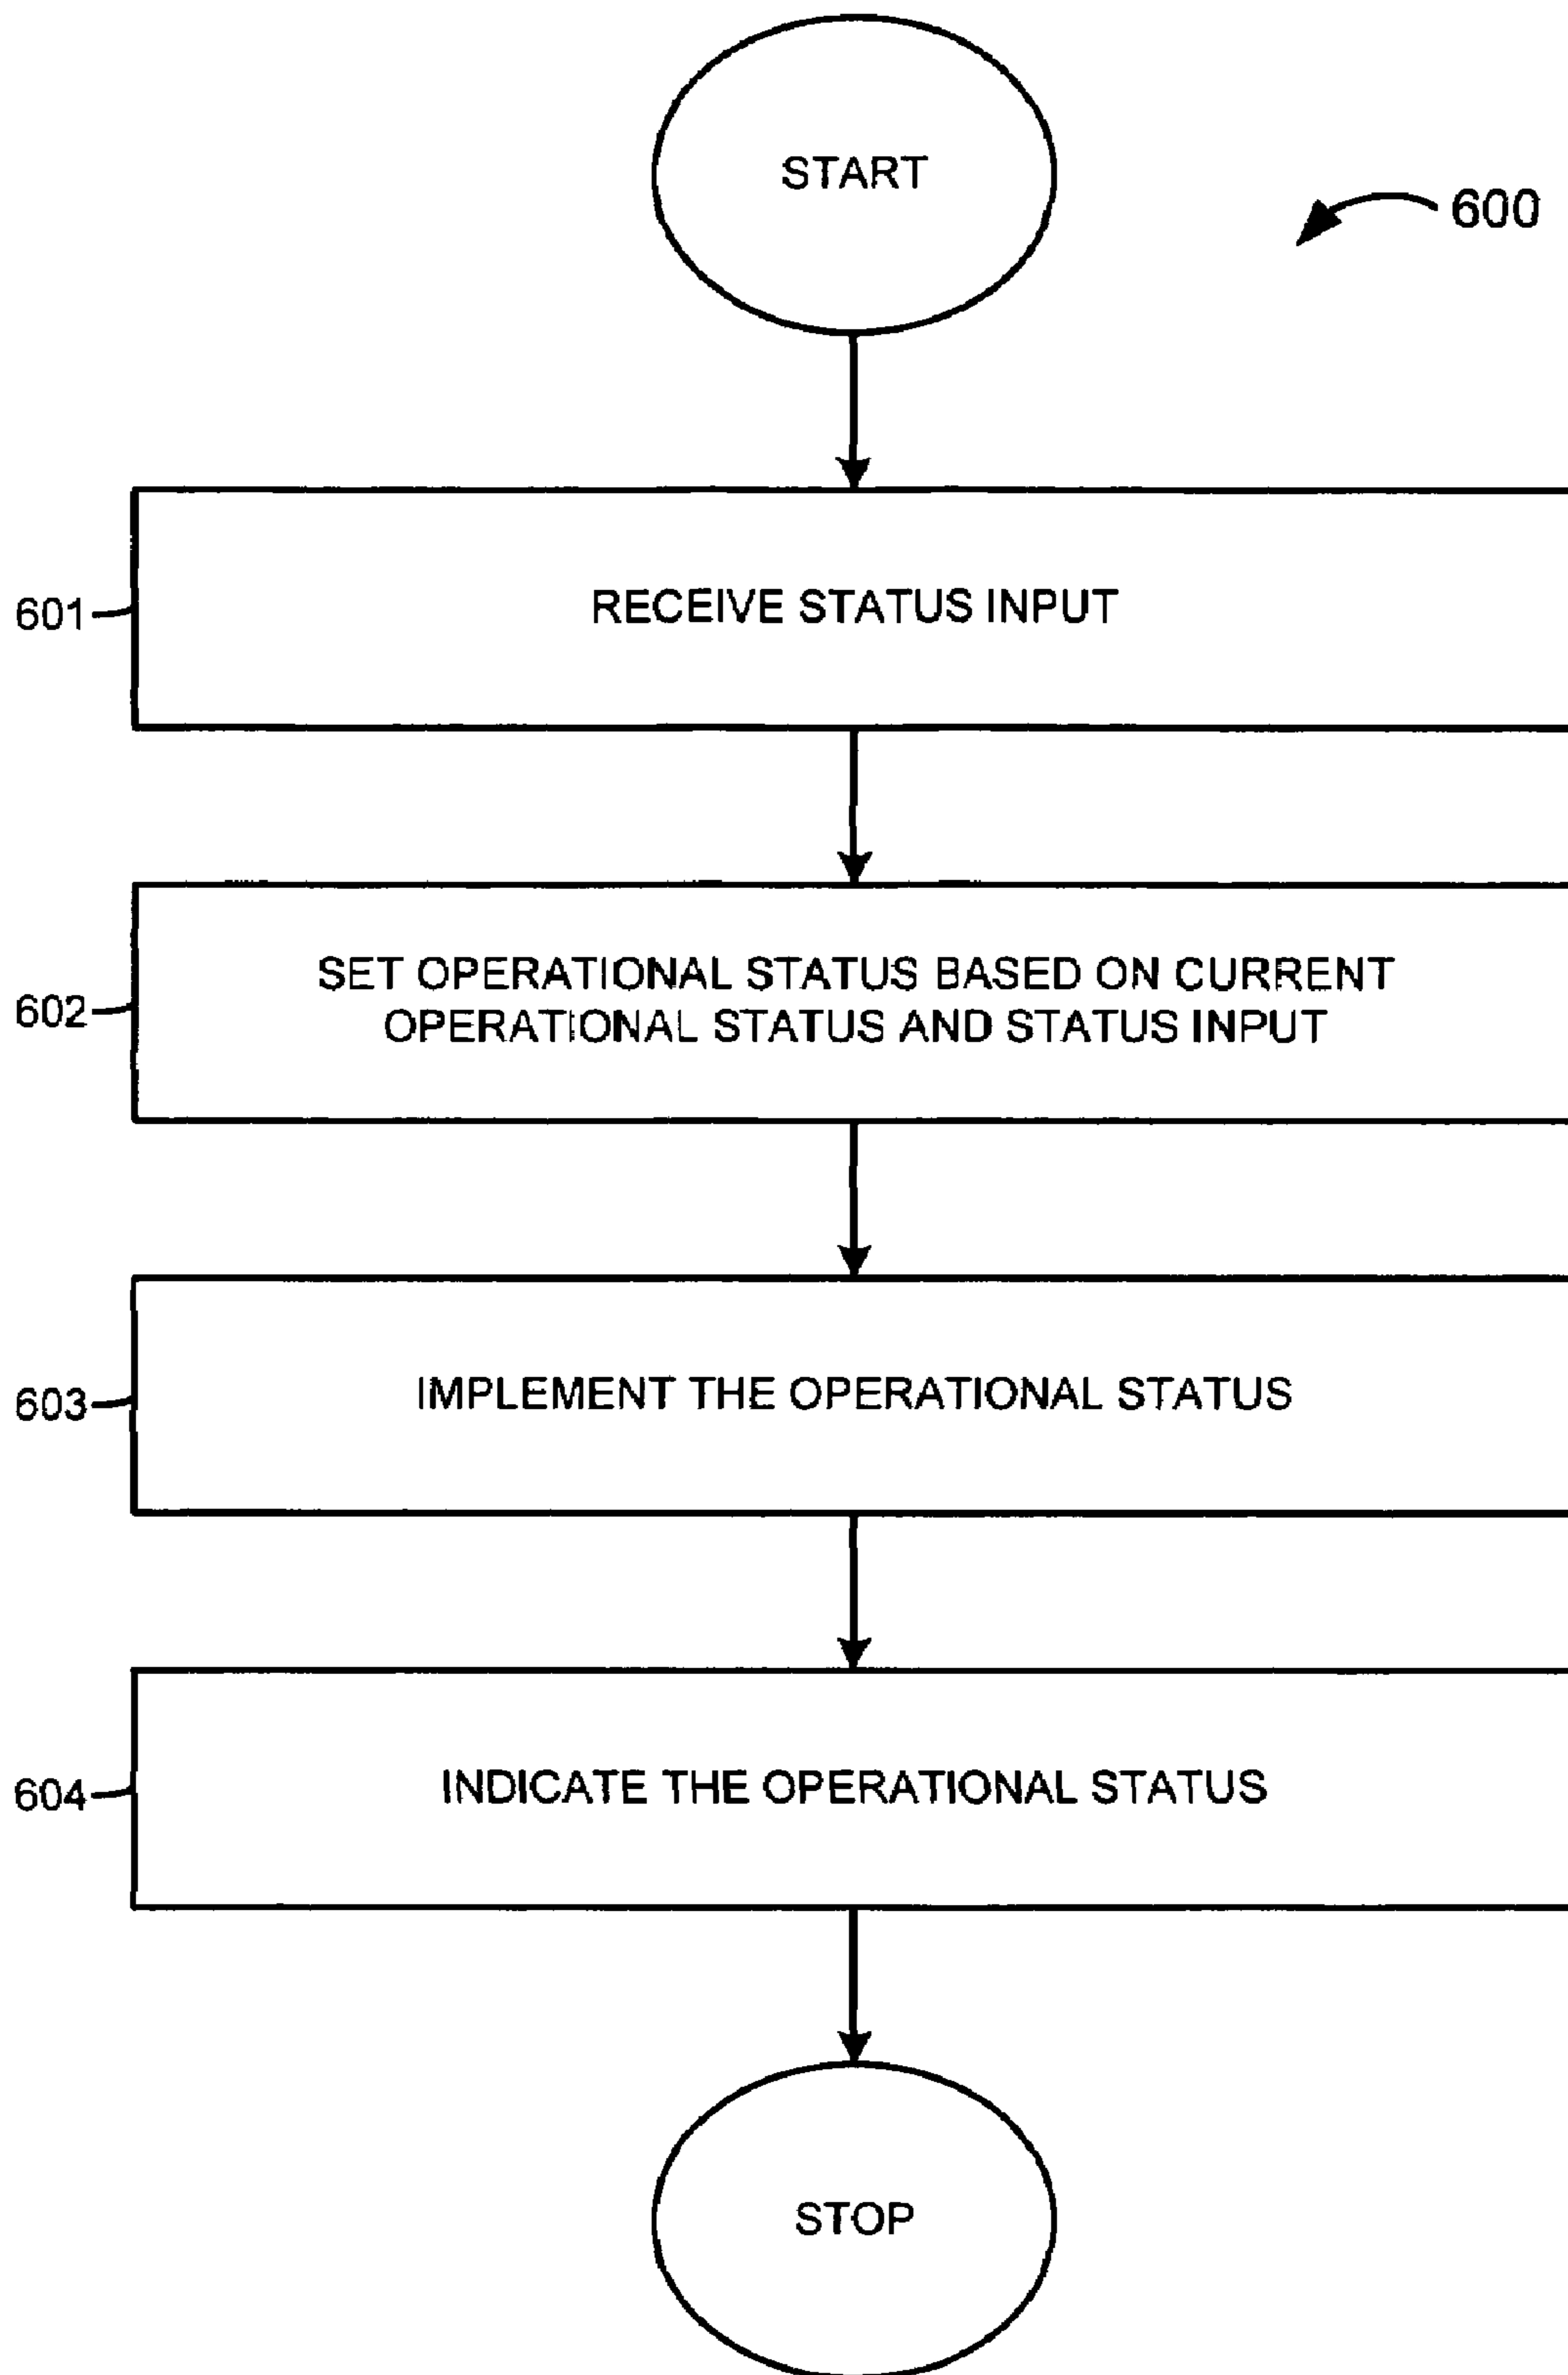 START
600
RECEIVE STATUS INPUT
601
SET OPERATIONAL STATUS BASED ON CURRENT
OPERATIONAL STATUS AND STATUS INPUT
602
IMPLEMENT THE OPERATIONAL STATUS
603
INDICATE THE OPERATIONAL STATUS
604
STOP